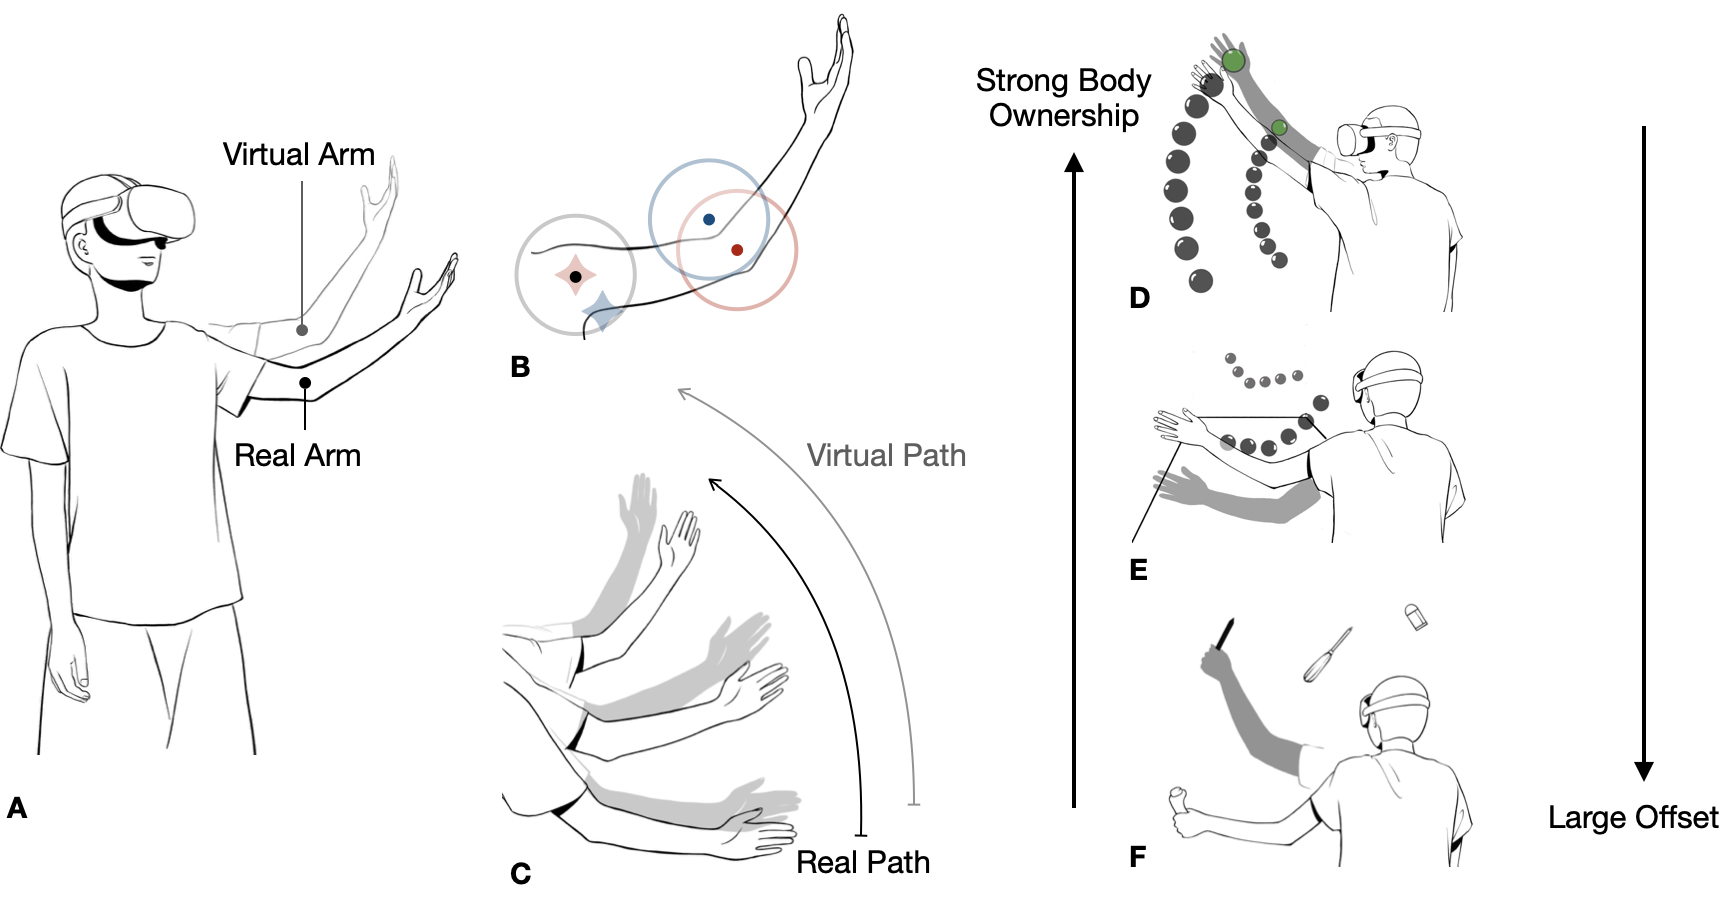 Virtual Arm
Real Arm
A
B
Virtual Path
Real Path
C
Strong Body
Ownership
D
E
F
Large Offset